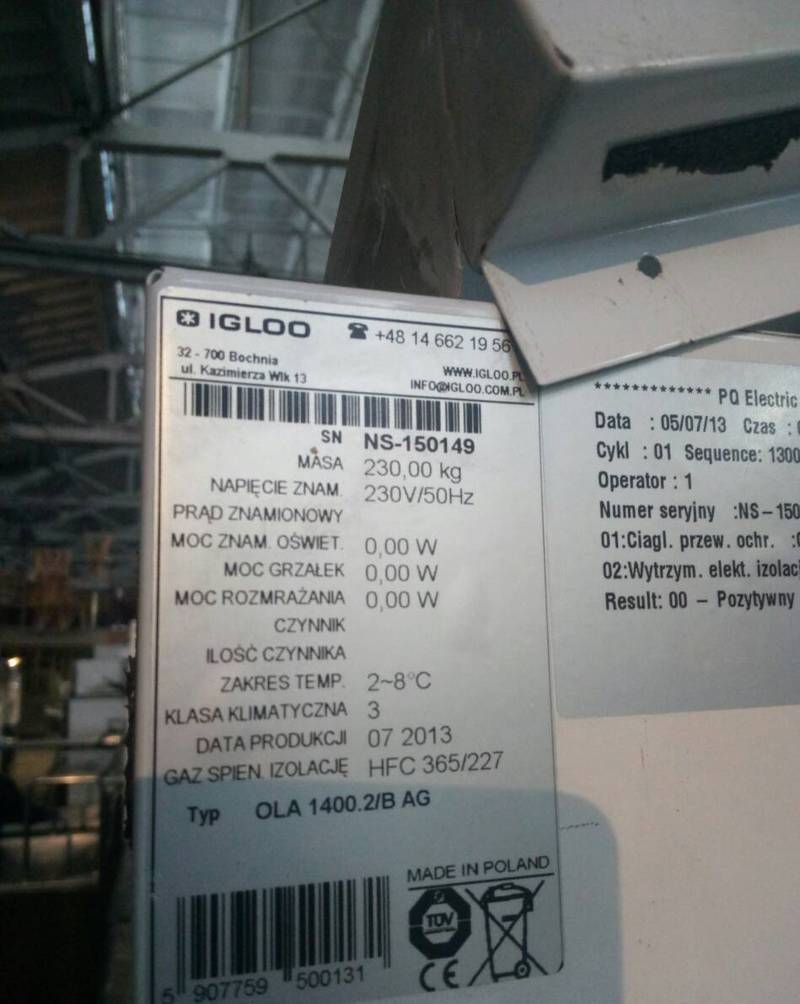 IGLOO
+48 14 662 19 56
32 - 700 Bochnia
ul. Kazimierza Wlk 13
WWW.IGLOO.PL
INFO@IGLOO.COM.PL
SN NS-150149
MASA 230,00 kg
NAPIĘCIE ZNAM. 230V/50Hz
PRĄD ZNAMIONOWY
MOC ZNAM. OŚWIET. 0,00 W
MOC GRZAŁEK 0,00 W
MOC ROZMRAŻANIA 0,00 W
CZYNNIK
ILOŚĆ CZYNNIKA
ZAKRES TEMP. 2~8°C
KLASA KLIMATYCZNA 3
DATA PRODUKCJI 07 2013
GAZ SPIEN. IZOLACJĘ HFC 365/227
Typ OLA 1400.2/B AG
MADE IN POLAND
TÜV
CE
5 907759 500131
************* PQ Electric
Data : 05/07/13 Czas :
Cykl : 01 Sequence: 1300
Operator : 1
Numer seryjny :NS-150
01:Ciagl. przew. ochr. :
02:Wytrzym. elekt. izolac
Result: 00 – Pozytywny